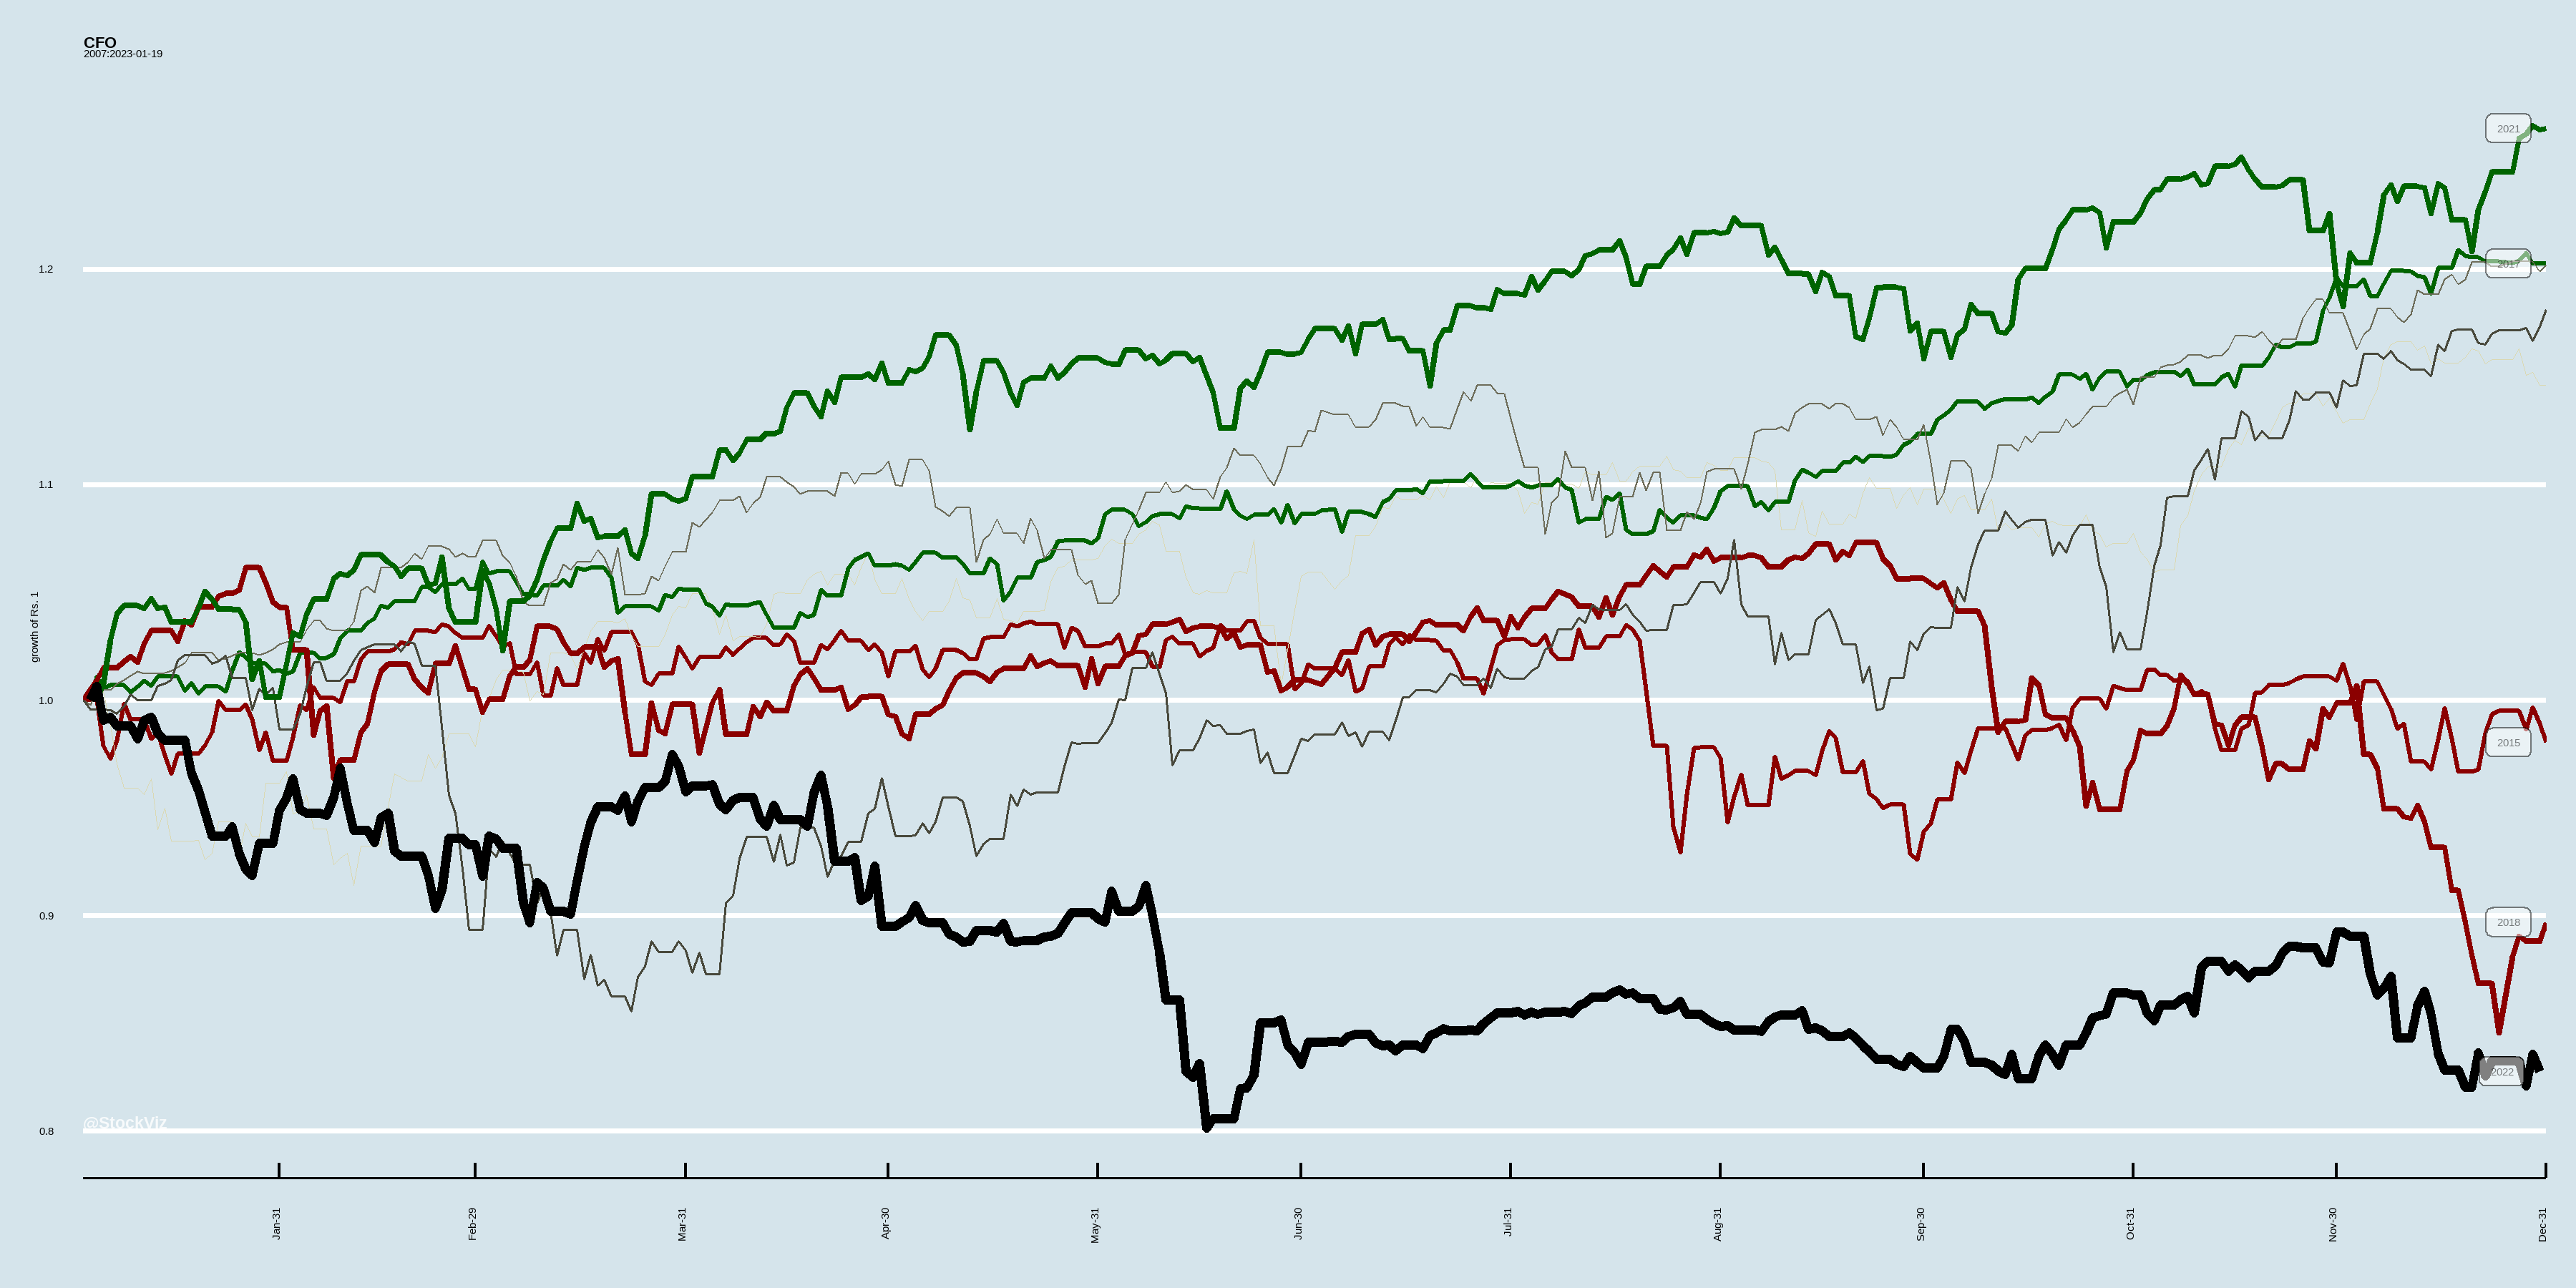 CFO
2007:2023-01-19
2021
1.2
2017
1.1
growth of Rs. 1
1.0
2015
0.9
2018
2022
@StockViz
0.8
Jan-31
Feb-29
Mar-31
Apr-30
May-31
Jun-30
Jul-31
Aug-31
Sep-30
Oct-31
Nov-30
Dec-31